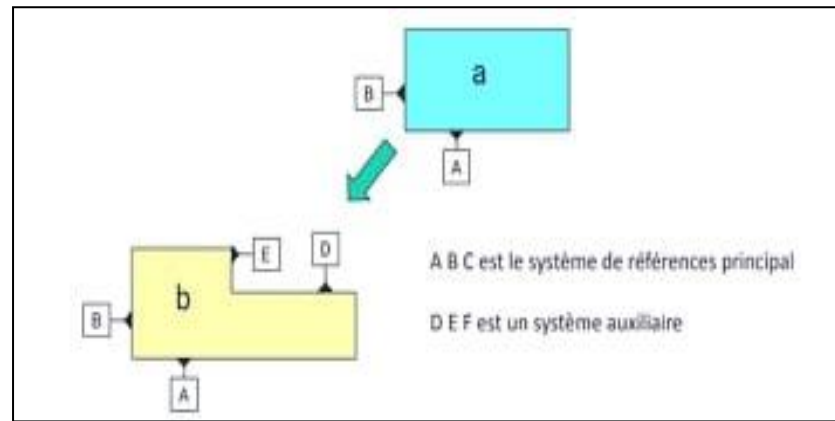 a
B
A
E
D
b
B
A
A B C est le système de références principal
D E F est un système auxiliaire